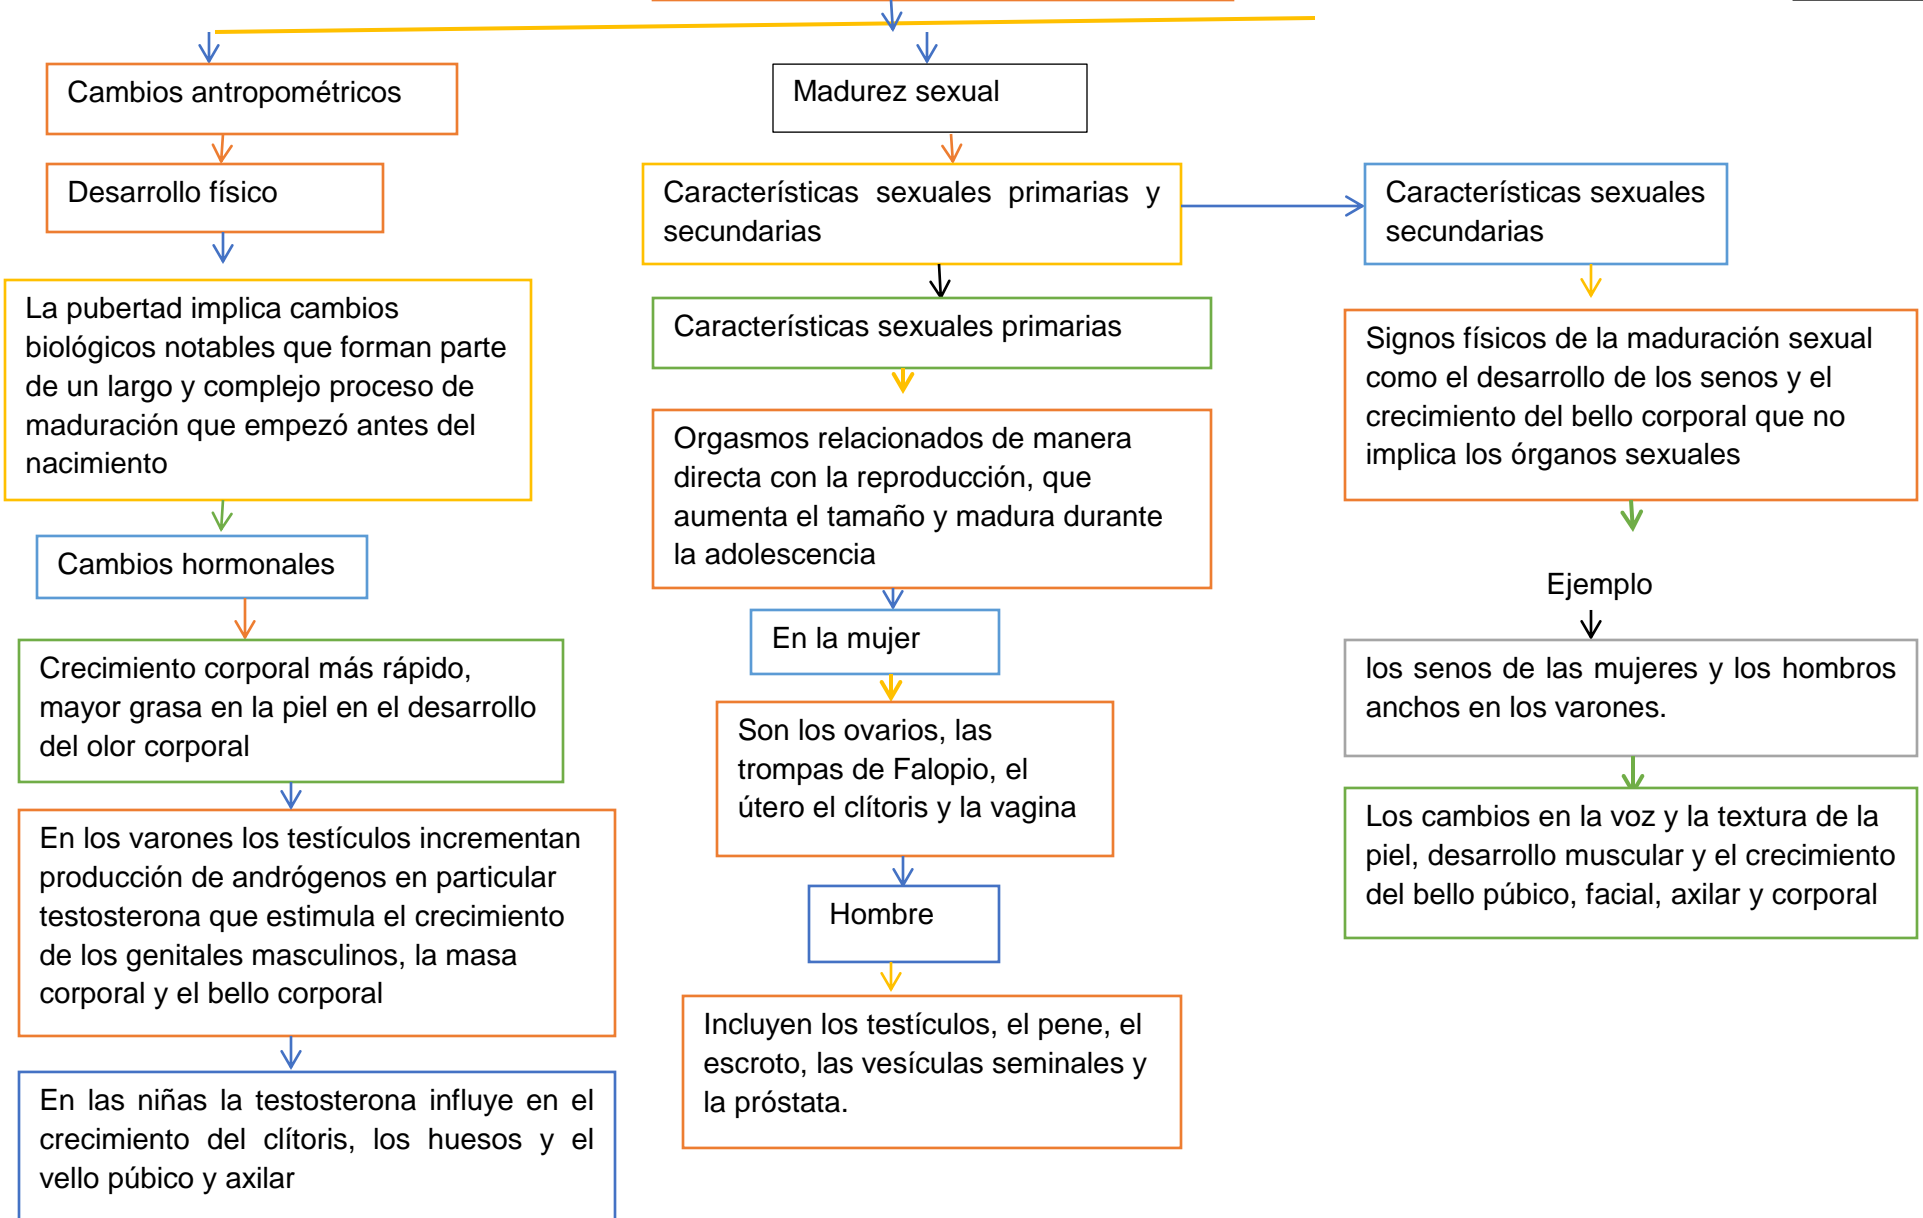 Cambios antropométricos
Desarrollo físico
La pubertad implica cambios
biológicos notables que forman parte
de un largo y complejo proceso de
maduración que empezó antes del
nacimiento
Cambios hormonales
Crecimiento corporal más rápido,
mayor grasa en la piel en el desarrollo
del olor corporal
En los varones los testículos incrementan
producción de andrógenos en particular
testosterona que estimula el crecimiento
de los genitales masculinos, la masa
corporal y el bello corporal
En las niñas la testosterona influye en el
crecimiento del clítoris, los huesos y el
vello púbico y axilar
Madurez sexual
Características sexuales primarias y
secundarias
Características sexuales primarias
Orgasmos relacionados de manera
directa con la reproducción, que
aumenta el tamaño y madura durante
la adolescencia
En la mujer
Son los ovarios, las
trompas de Falopio, el
útero el clítoris y la vagina
Hombre
Incluyen los testículos, el pene, el
escroto, las vesículas seminales y
la próstata.
Características sexuales
secundarias
Signos físicos de la maduración sexual
como el desarrollo de los senos y el
crecimiento del bello corporal que no
implica los órganos sexuales
Ejemplo
los senos de las mujeres y los hombros
anchos en los varones.
Los cambios en la voz y la textura de la
piel, desarrollo muscular y el crecimiento
del bello púbico, facial, axilar y corporal